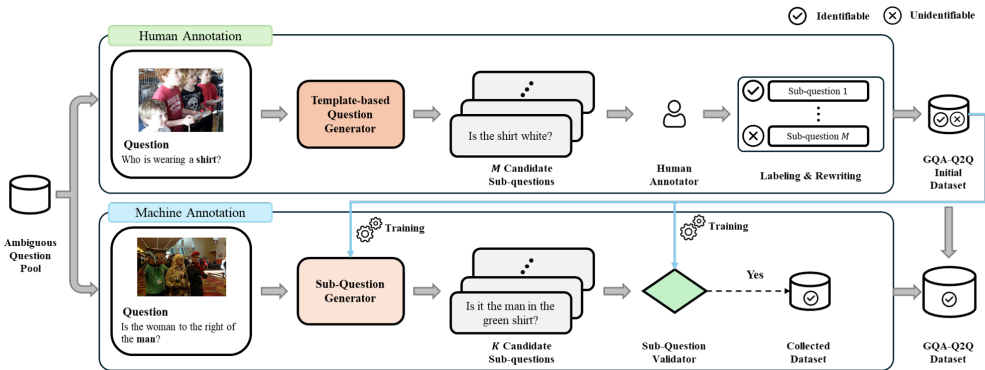 Identifiable
Unidentifiable
Human Annotation
Question
Who is wearing a shirt?
Template-based
Question
Generator
Is the shirt white?
M Candidate
Sub-questions
Human
Annotator
Sub-question 1
Sub-question M
Labeling & Rewriting
GQA-Q2Q
Initial
Dataset
Ambiguous
Question
Pool
Machine Annotation
Question
Is the woman to the right of
the man?
Training
Sub-Question
Generator
Is it the man in the
green shirt?
K Candidate
Sub-questions
Training
Sub-Question
Validator
Yes
Collected
Dataset
GQA-Q2Q
Dataset